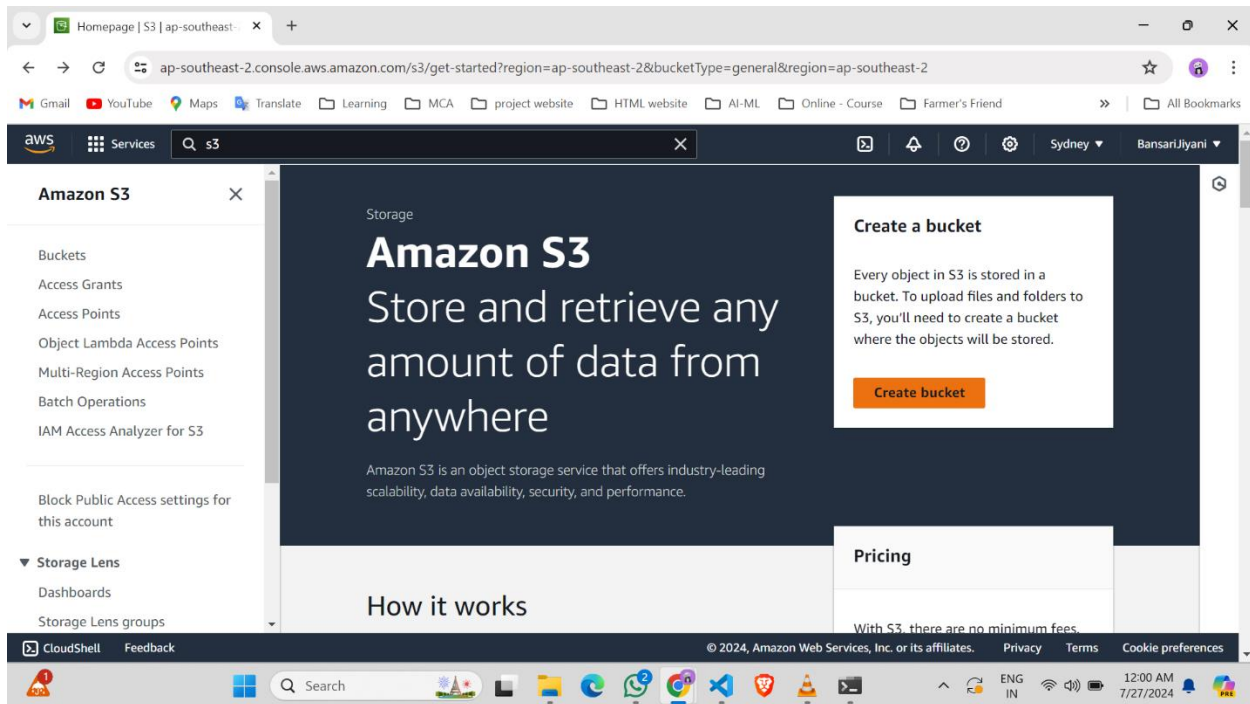 Homepage | S3 | ap-southeast-
ap-southeast-2.console.aws.amazon.com/s3/get-started?region=ap-southeast-2&bucketType=general&region=ap-southeast-2
Gmail YouTube Maps Translate Learning MCA project website HTML website AI-ML Online - Course Farmer's Friend » All Bookmarks
aws Services s3 Sydney BansariJiyani
Amazon S3
Buckets
Access Grants
Access Points
Object Lambda Access Points
Multi-Region Access Points
Batch Operations
IAM Access Analyzer for S3
Block Public Access settings for
this account
Storage Lens
Dashboards
Storage Lens groups
Storage
Amazon S3
Store and retrieve any
amount of data from
anywhere
Amazon S3 is an object storage service that offers industry-leading
scalability, data availability, security, and performance.
How it works
Create a bucket
Every object in S3 is stored in a
bucket. To upload files and folders to
S3, you'll need to create a bucket
where the objects will be stored.
Create bucket
Pricing
With S3, there are no minimum fees.
CloudShell Feedback © 2024, Amazon Web Services, Inc. or its affiliates. Privacy Terms Cookie preferences
Search
ENG
IN
12:00 AM
7/27/2024